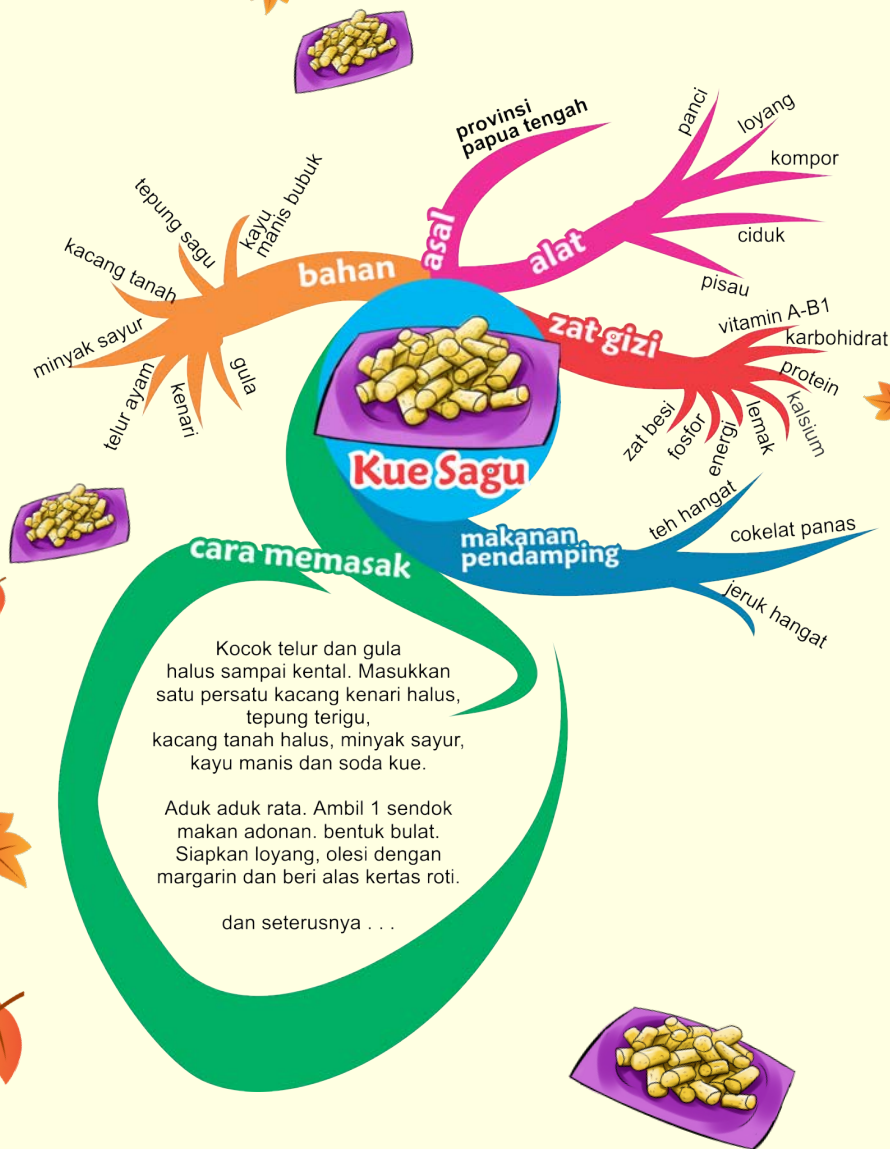 provinsi
papua tengah
asal
panci
loyang
kompor
ciduk
pisau
alat
kayu
manis bubuk
tepung sagu
kacang tanah
minyak sayur
telur ayam
kenari
gula
bahan
zat gizi
vitamin A-B1
karbohidrat
protein
kalsium
lemak
energi
fosfor
zat besi
Kue Sagu
makanan
pendamping
teh hangat
cokelat panas
jeruk hangat
cara memasak
Kocok telur dan gula
halus sampai kental. Masukkan
satu persatu kacang kenari halus,
tepung terigu,
kacang tanah halus, minyak sayur,
kayu manis dan soda kue.
Aduk aduk rata. Ambil 1 sendok
makan adonan. bentuk bulat.
Siapkan loyang, olesi dengan
margarin dan beri alas kertas roti.
dan seterusnya . . .